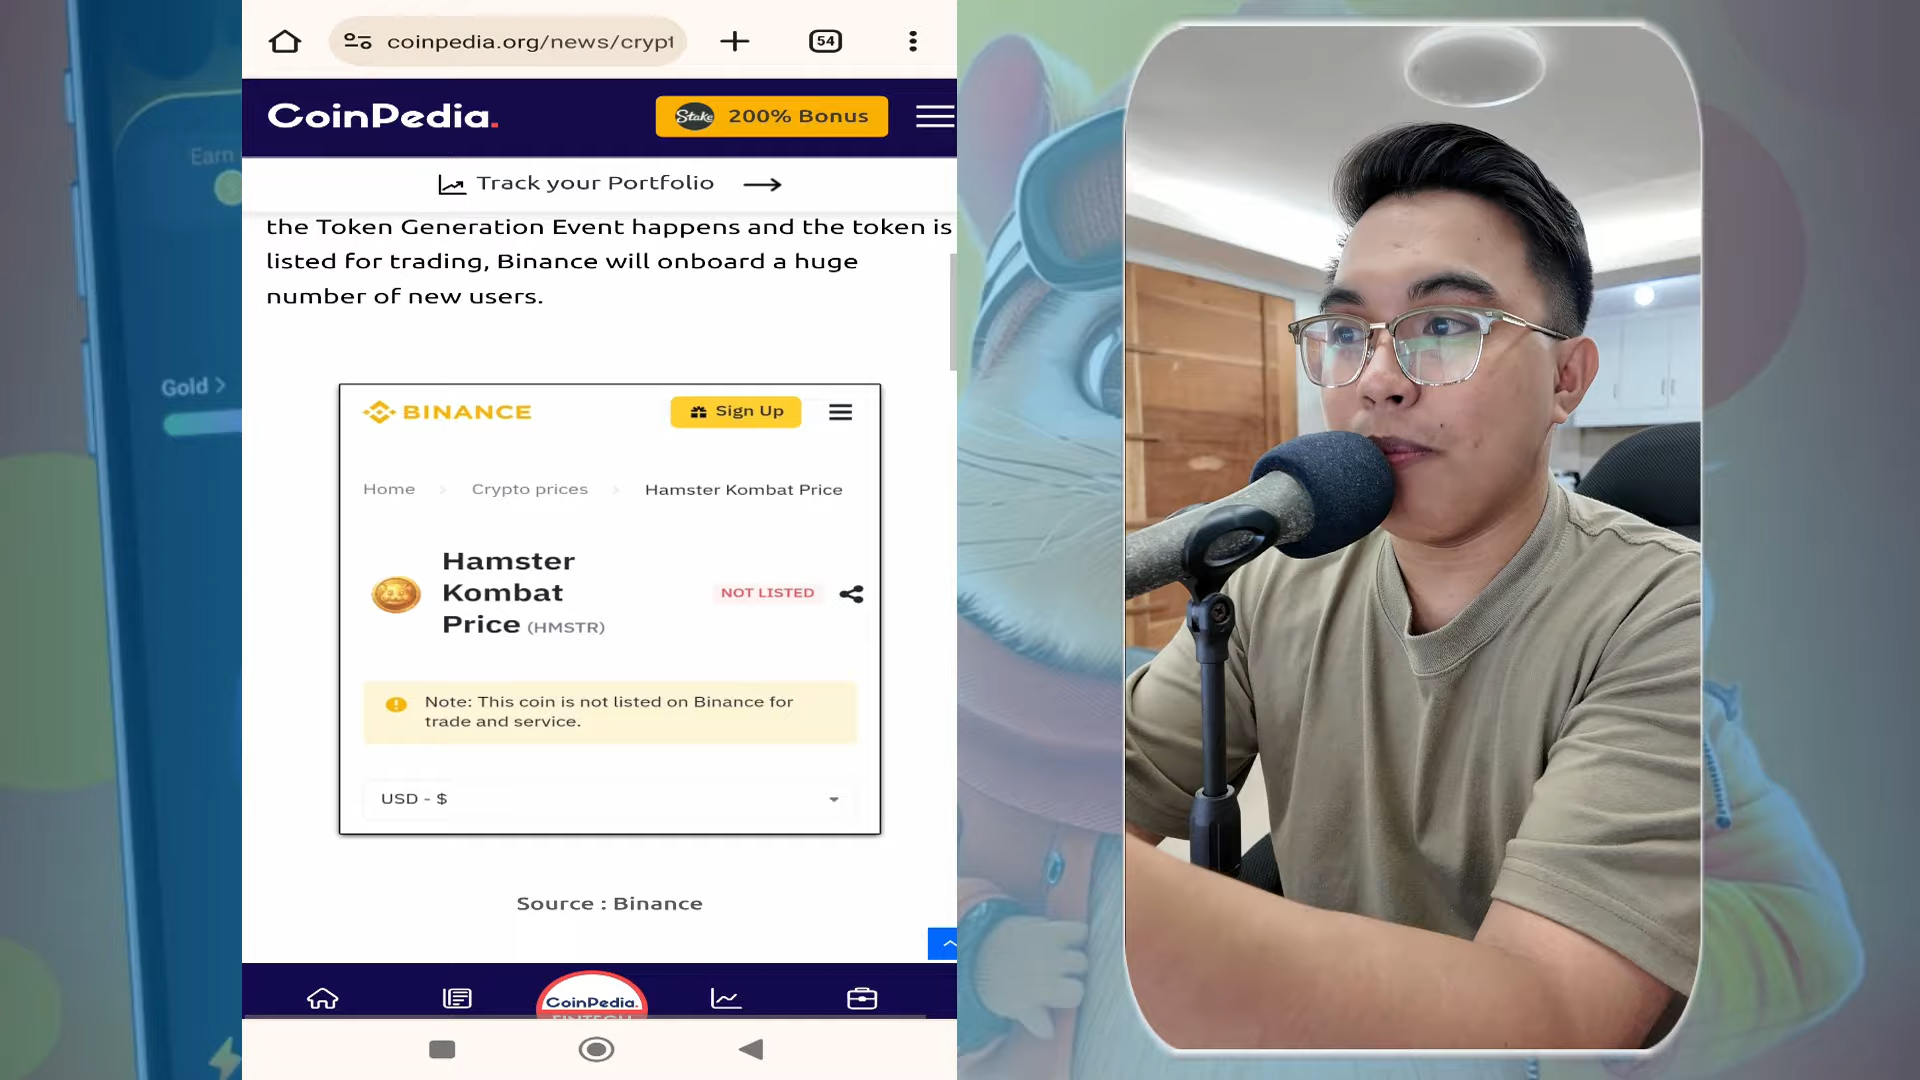 coinpedia.org/news/crypt
54
CoinPedia.
Stake 200% Bonus
Track your Portfolio
the Token Generation Event happens and the token is
listed for trading, Binance will onboard a huge
number of new users.
BINANCE
Sign Up
Home
Crypto prices
Hamster Kombat Price
Hamster
Kombat
Price (HMSTR)
NOT LISTED
Note: This coin is not listed on Binance for
trade and service.
USD - $
Source : Binance
CoinPedia.
FINTECH
Earn
Gold >